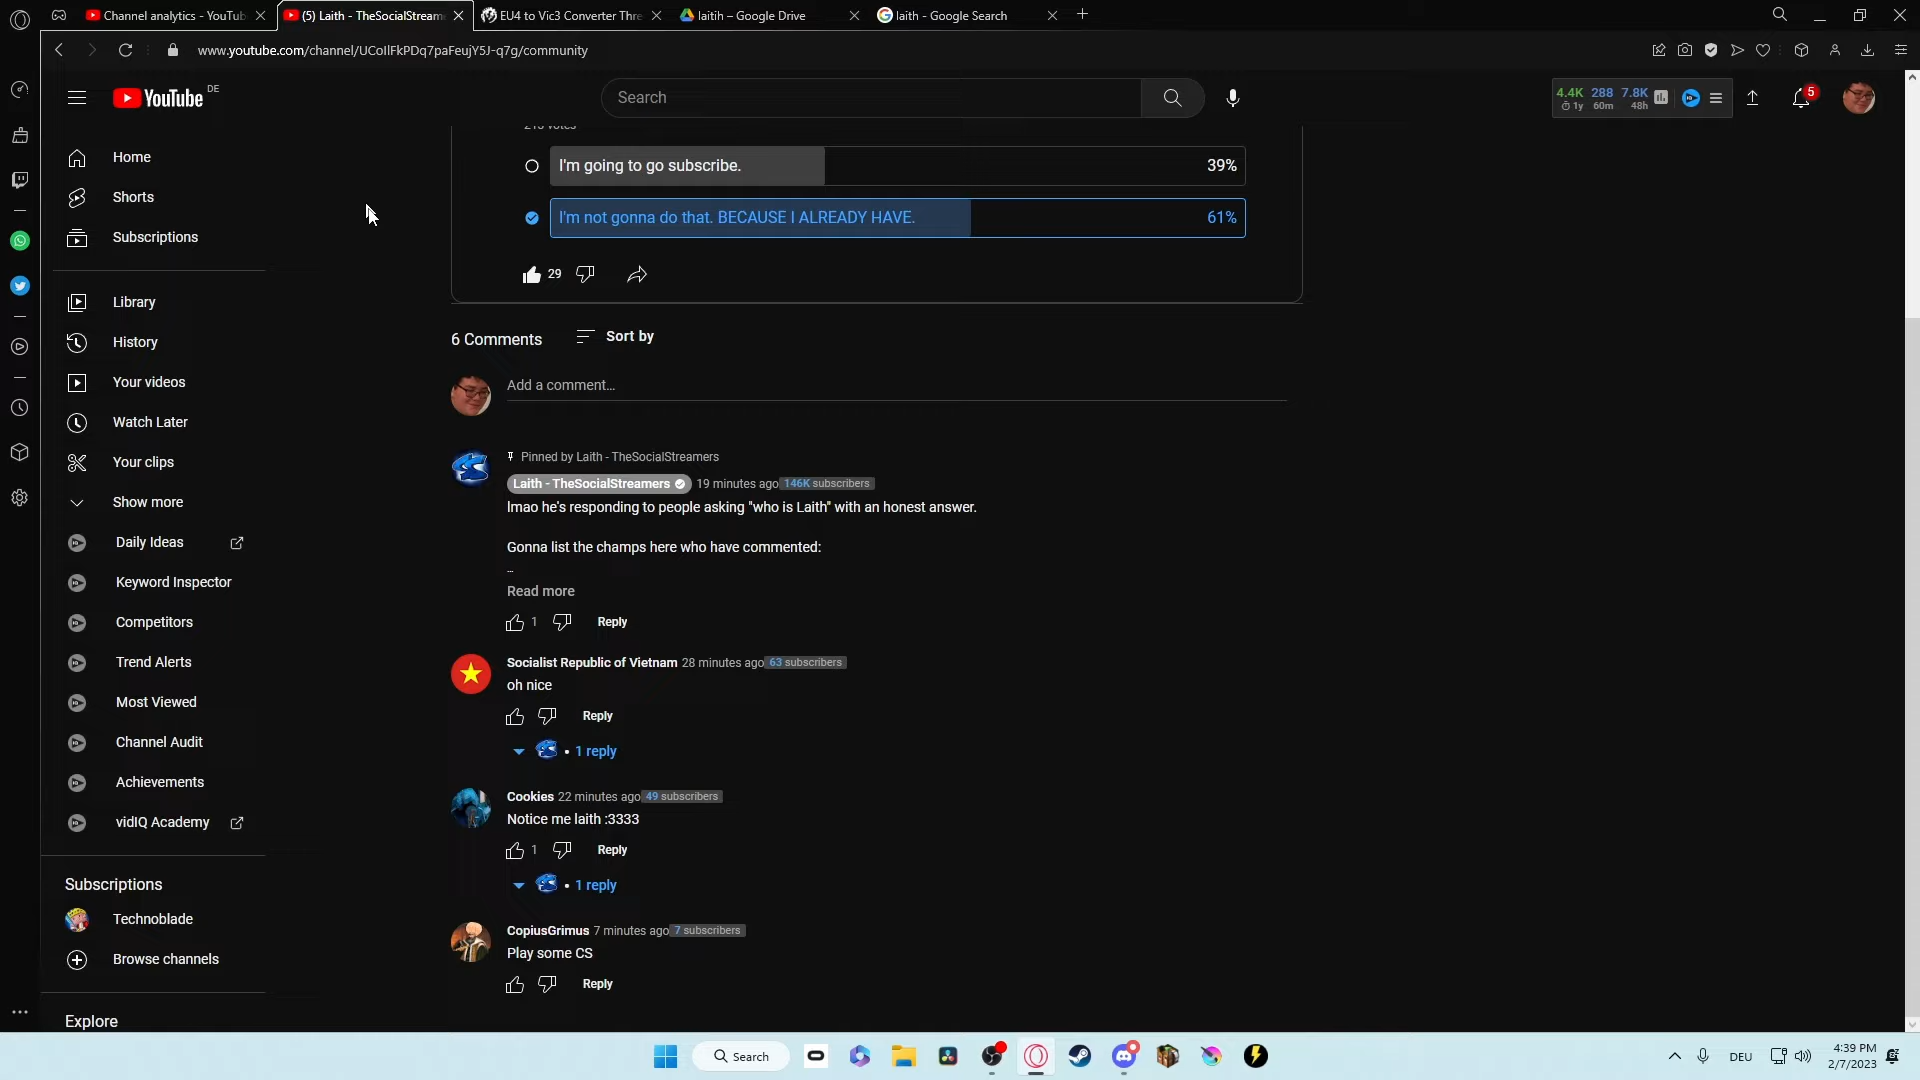 Channel analytics - YouTub
(5) Laith - TheSocialStream
EU4 to Vic3 Converter Thre
laitih – Google Drive
laith - Google Search
www.youtube.com/channel/UCoIlFkPDq7paFeujY5J-q7g/community
YouTube DE
Search
4.4K 288 7.8K
1y 60m 48h
5
Home
Shorts
Subscriptions
Library
History
Your videos
Watch Later
Your clips
Show more
Daily Ideas
Keyword Inspector
Competitors
Trend Alerts
Most Viewed
Channel Audit
Achievements
vidIQ Academy
Subscriptions
Technoblade
Browse channels
Explore
I'm going to go subscribe. 39%
I'm not gonna do that. BECAUSE I ALREADY HAVE. 61%
29
6 Comments Sort by
Add a comment...
Pinned by Laith - TheSocialStreamers
Laith - TheSocialStreamers 19 minutes ago 146K subscribers
lmao he's responding to people asking "who is Laith" with an honest answer.
Gonna list the champs here who have commented:
...
Read more
1 Reply
Socialist Republic of Vietnam 28 minutes ago 63 subscribers
oh nice
Reply
• 1 reply
Cookies 22 minutes ago 49 subscribers
Notice me laith :3333
1 Reply
• 1 reply
CopiusGrimus 7 minutes ago 7 subscribers
Play some CS
Reply
Search
DEU
4:39 PM
2/7/2023